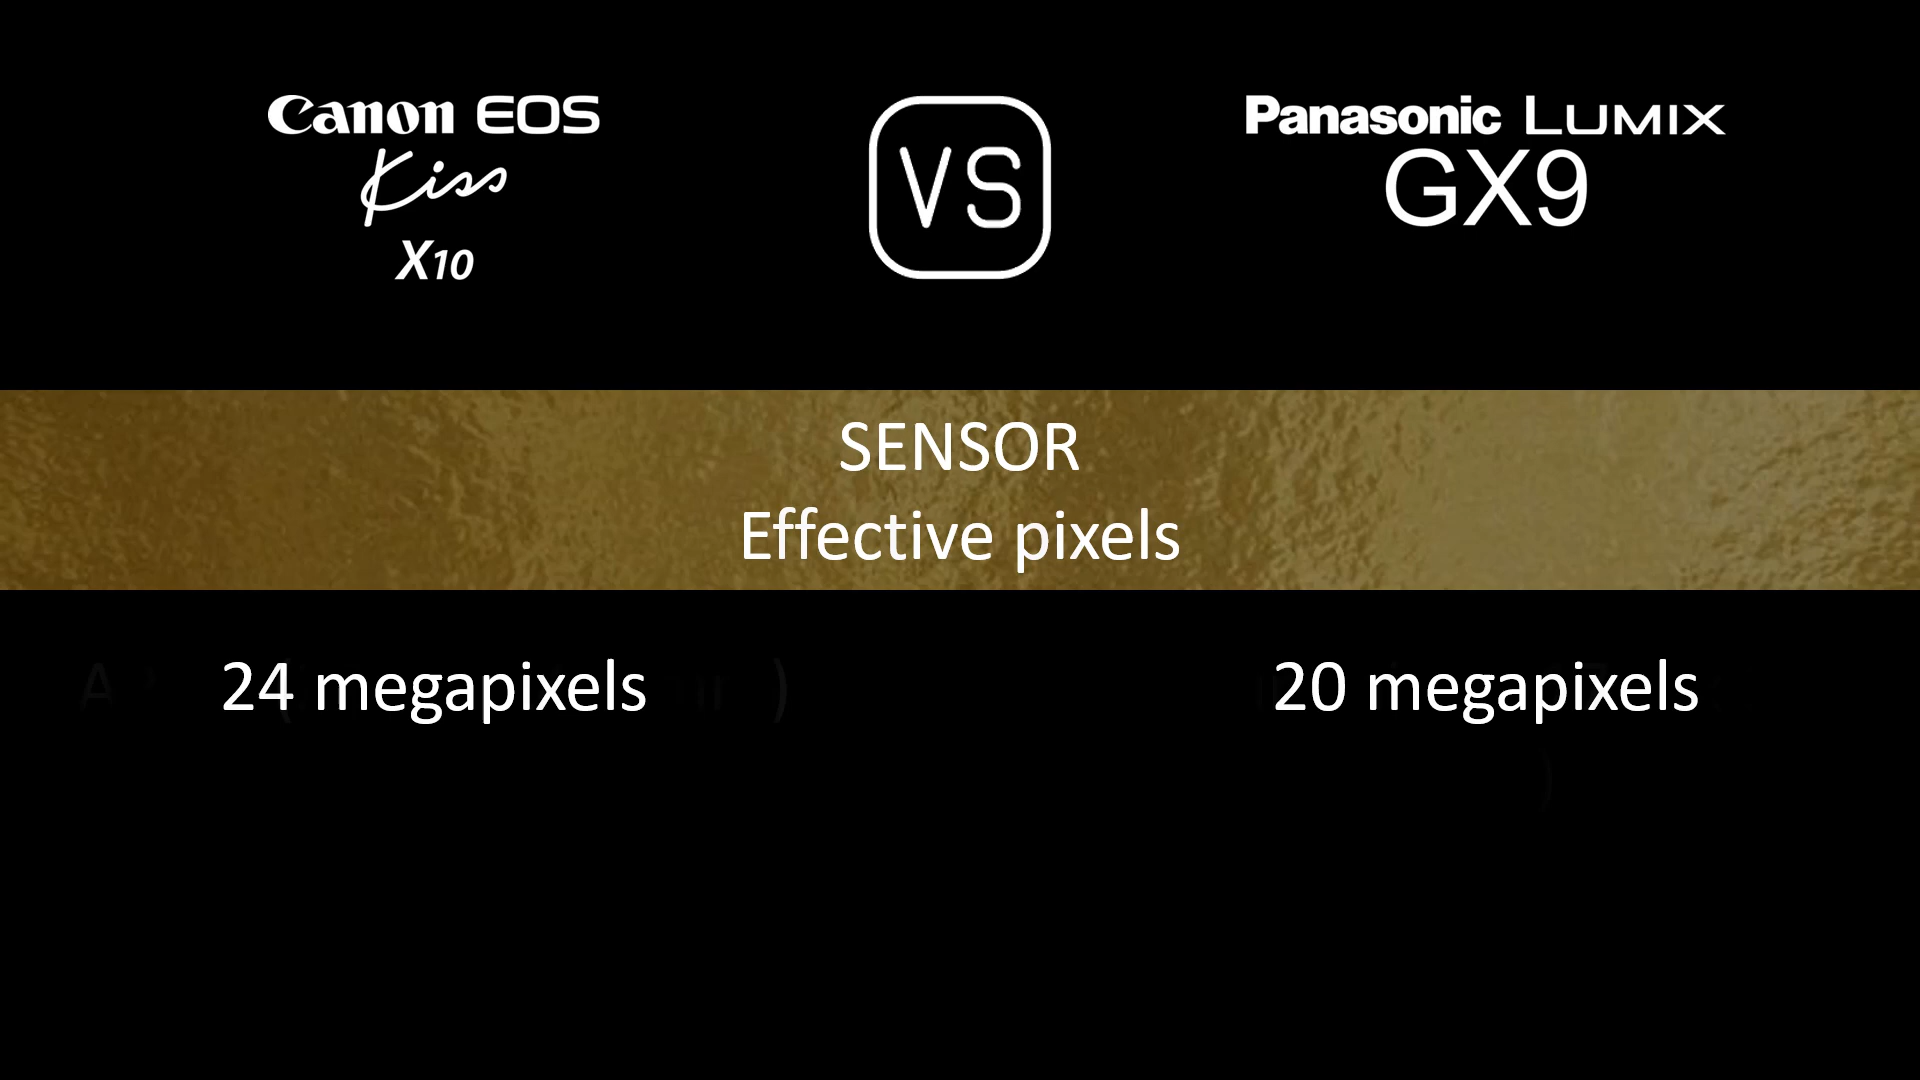 Canon EOS
Kiss
X10
VS
Panasonic LUMIX
GX9
SENSOR
Effective pixels
24 megapixels
20 megapixels